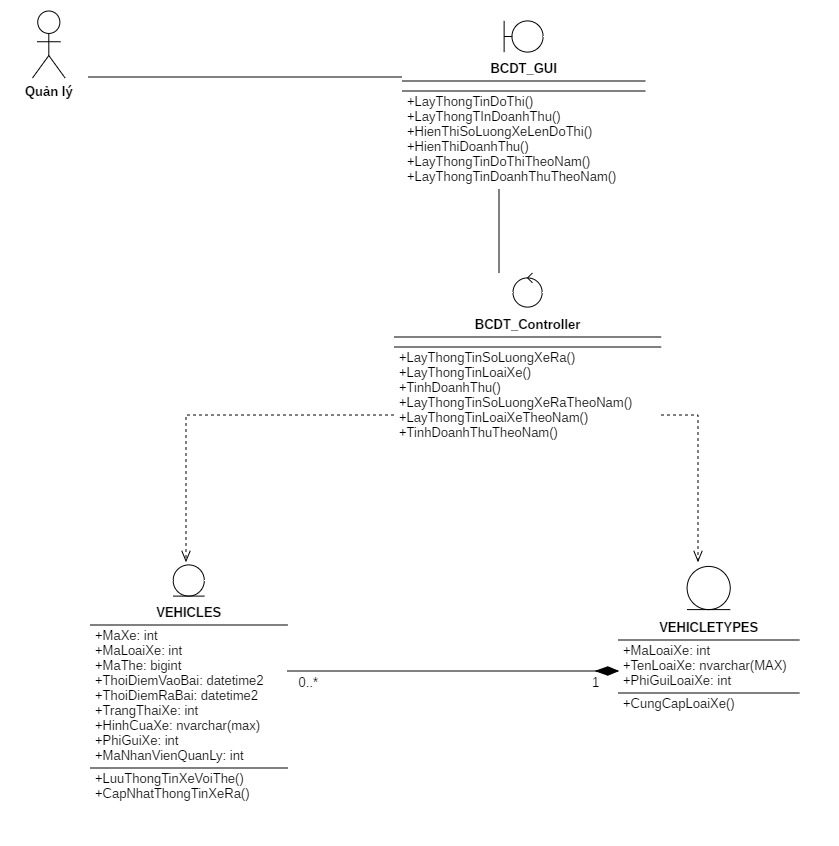 Quản lý
BCDT_GUI
+LayThongTinDoThi()
+LayThongTInDoanhThu()
+HienThiSoLuongXeLenDoThi()
+HienThiDoanhThu()
+LayThongTinDoThiTheoNam()
+LayThongTinDoanhThuTheoNam()
BCDT_Controller
+LayThongTinSoLuongXeRa()
+LayThongTinLoaiXe()
+TinhDoanhThu()
+LayThongTinSoLuongXeRaTheoNam()
+LayThongTinLoaiXeTheoNam()
+TinhDoanhThuTheoNam()
VEHICLES
+MaXe: int
+MaLoaiXe: int
+MaThe: bigint
+ThoiDiemVaoBai: datetime2
+ThoiDiemRaBai: datetime2
+TrangThaiXe: int
+HinhCuaXe: nvarchar(max)
+PhiGuiXe: int
+MaNhanVienQuanLy: int
+LuuThongTinXeVoiThe()
+CapNhatThongTinXeRa()
0..*
1
VEHICLETYPES
+MaLoaiXe: int
+TenLoaiXe: nvarchar(MAX)
+PhiGuiLoaiXe: int
+CungCapLoaiXe()